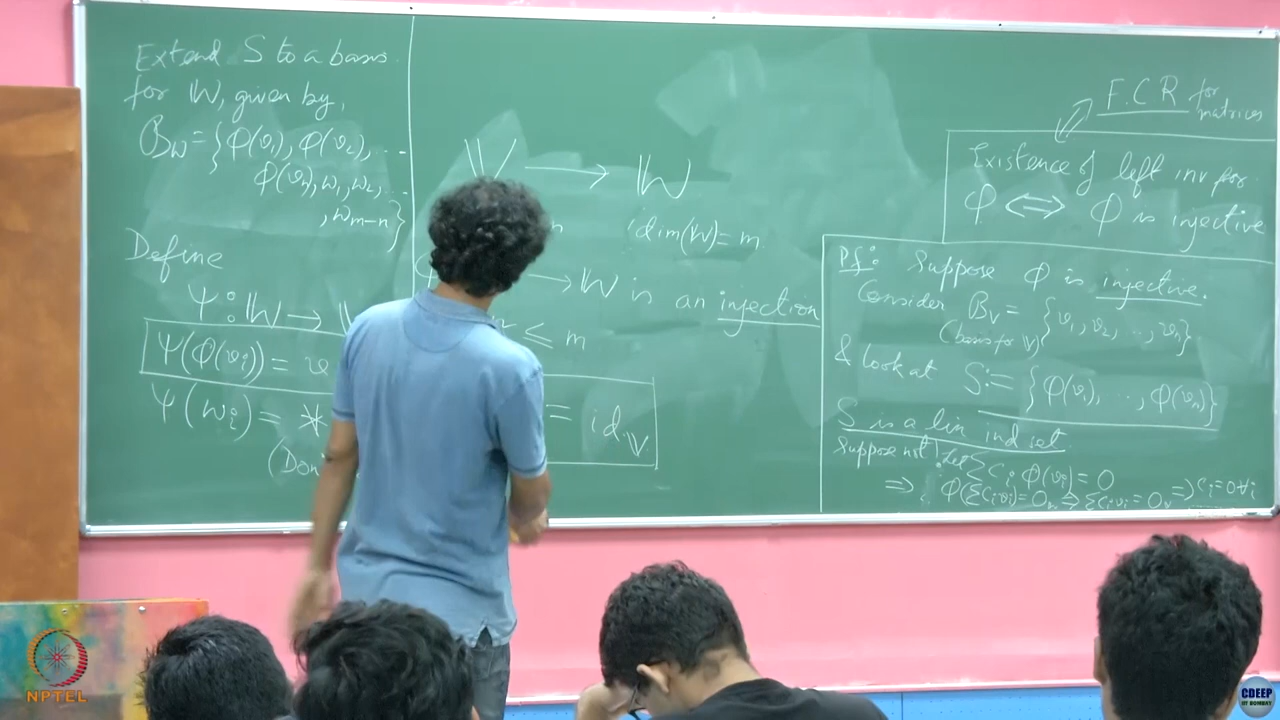 Extend S to a basis
for W, given by,
B_W = {φ(v₁), φ(v₂), ...
φ(vₙ), w₁, w₂, ...
, w_{m-n}}
Define
Ψ: W →
Ψ(φ(vᵢ)) = v
Ψ(wᵢ) = *
(Don
V → W
n
dim(W) = m
→ W is an injection
≤ m
= id_V
F.C.R for
matrices
Existence of left inv for
φ ⟺ φ is injective
Pf: Suppose φ is injective.
Consider B_V = {v₁, v₂, ..., vₙ}
(basis for V)
& look at S := {φ(v₁), ..., φ(vₙ)}
S is a lin ind set
Suppose not! Let Σ cᵢ φ(vᵢ) = 0
⇒ φ(Σcᵢvᵢ) = 0_w ⇒ Σcᵢvᵢ = 0_v ⇒ cᵢ = 0 ∀i
NPTEL
CDEEP
IIT BOMBAY